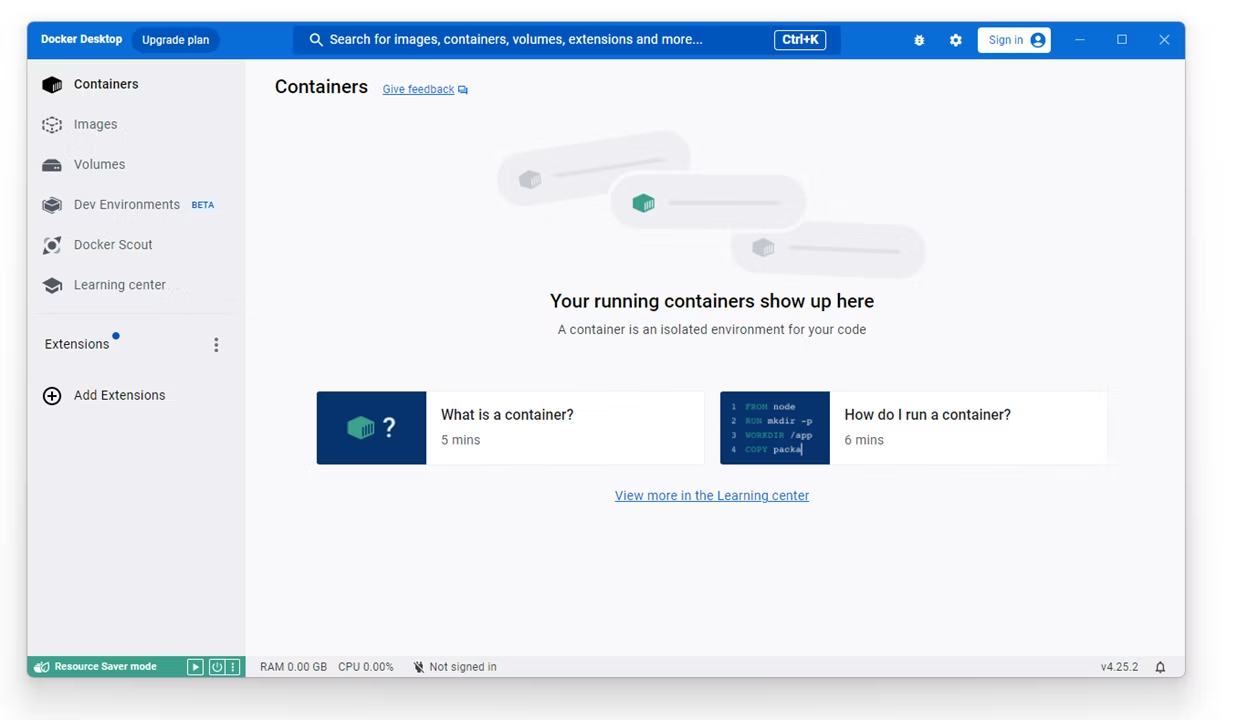 Docker Desktop Upgrade plan Search for images, containers, volumes, extensions and more... Ctrl+K Sign in
Containers
Images
Volumes
Dev Environments BETA
Docker Scout
Learning center
Extensions
Add Extensions
Containers Give feedback
Your running containers show up here
A container is an isolated environment for your code
?
What is a container?
5 mins
1 FROM node
2 RUN mkdir -p
3 WORKDIR /app
4 COPY packa
How do I run a container?
6 mins
View more in the Learning center
Resource Saver mode RAM 0.00 GB CPU 0.00% Not signed in v4.25.2